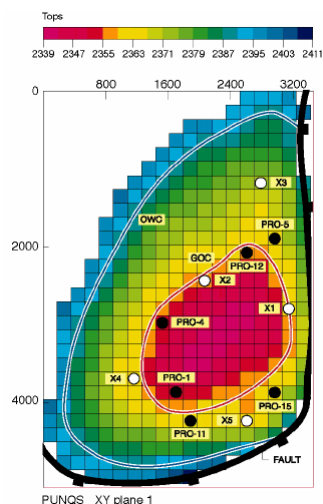 Tops
2339 2347 2355 2363 2371 2379 2387 2395 2403 2411
0 800 1600 2400 3200
X3
OWC
PRO-5
2000
GOC
PRO-12
X2
X1
PRO-4
X4
PRO-1
4000
PRO-15
X5
PRO-11
FAULT
PUNQS XY plane 1